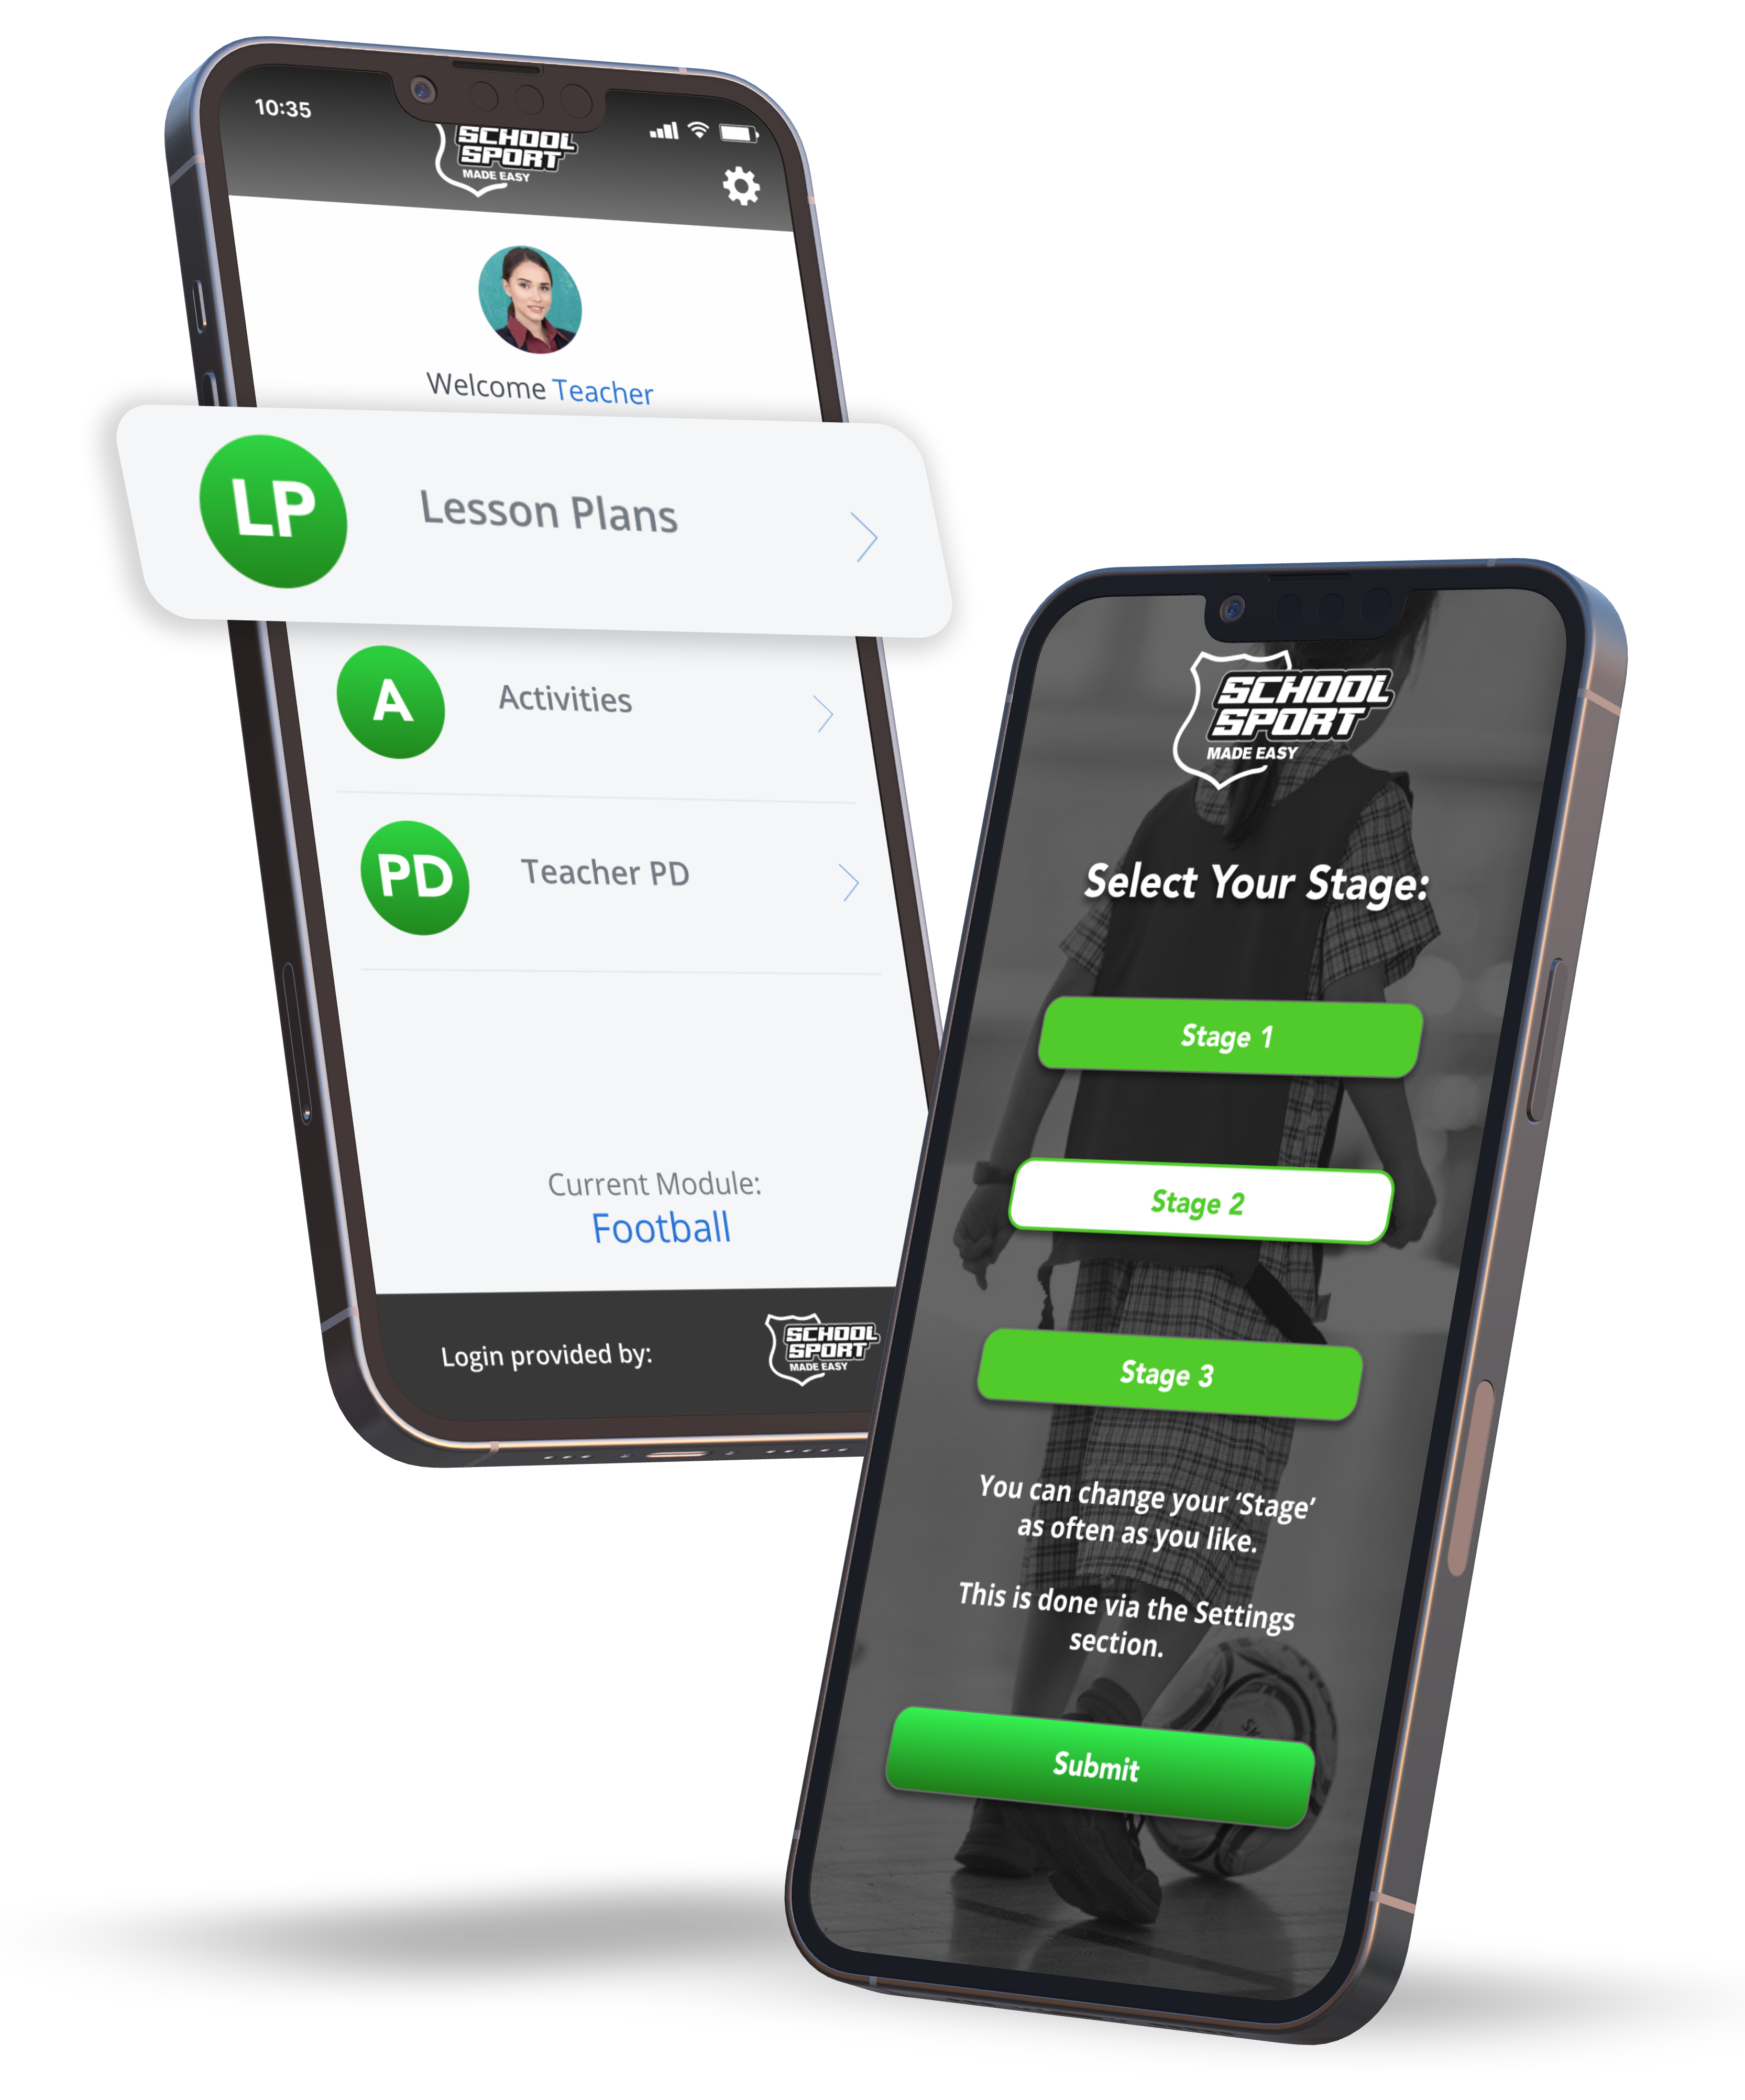 10:35
SCHOOL
SPORT
MADE EASY
Welcome Teacher
LP
Lesson Plans
A
Activities
PD
Teacher PD
Current Module:
Football
Login provided by:
SCHOOL
SPORT
MADE EASY
SCHOOL
SPORT
MADE EASY
Select Your Stage:
Stage 1
Stage 2
Stage 3
You can change your ‘Stage’
as often as you like.
This is done via the Settings
section.
Submit